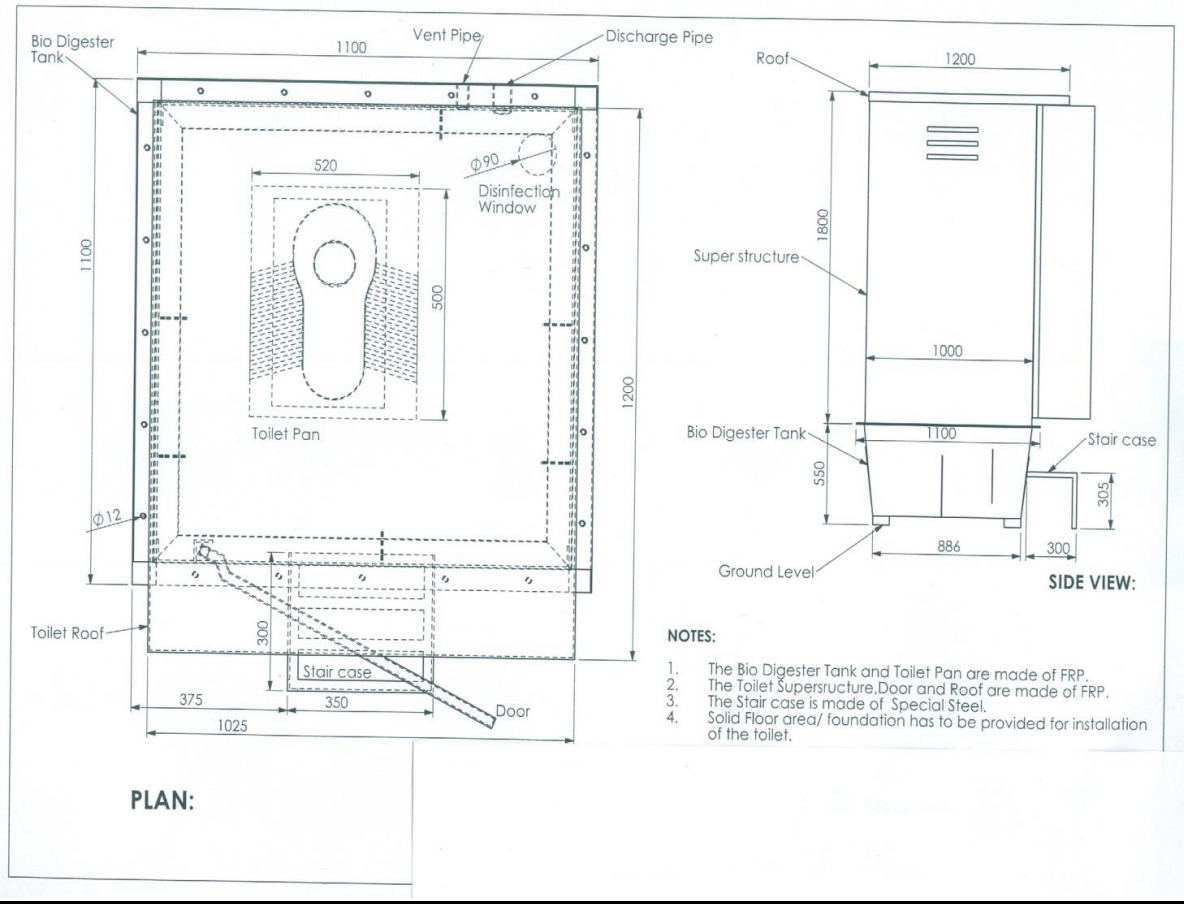 Bio Digester
Tank
1100
Vent Pipe
Discharge Pipe
1100
520
Φ90
Disinfection
Window
500
1200
Toilet Pan
Φ12
Toilet Roof
300
Stair case
Door
375
350
1025
PLAN:
Roof
1200
1800
Super structure
1000
Bio Digester Tank
1100
Stair case
550
305
886
300
Ground Level
SIDE VIEW:
NOTES:
1. The Bio Digester Tank and Toilet Pan are made of FRP.
2. The Toilet Supersructure,Door and Roof are made of FRP.
3. The Stair case is made of Special Steel.
4. Solid Floor area/ foundation has to be provided for installation
of the toilet.